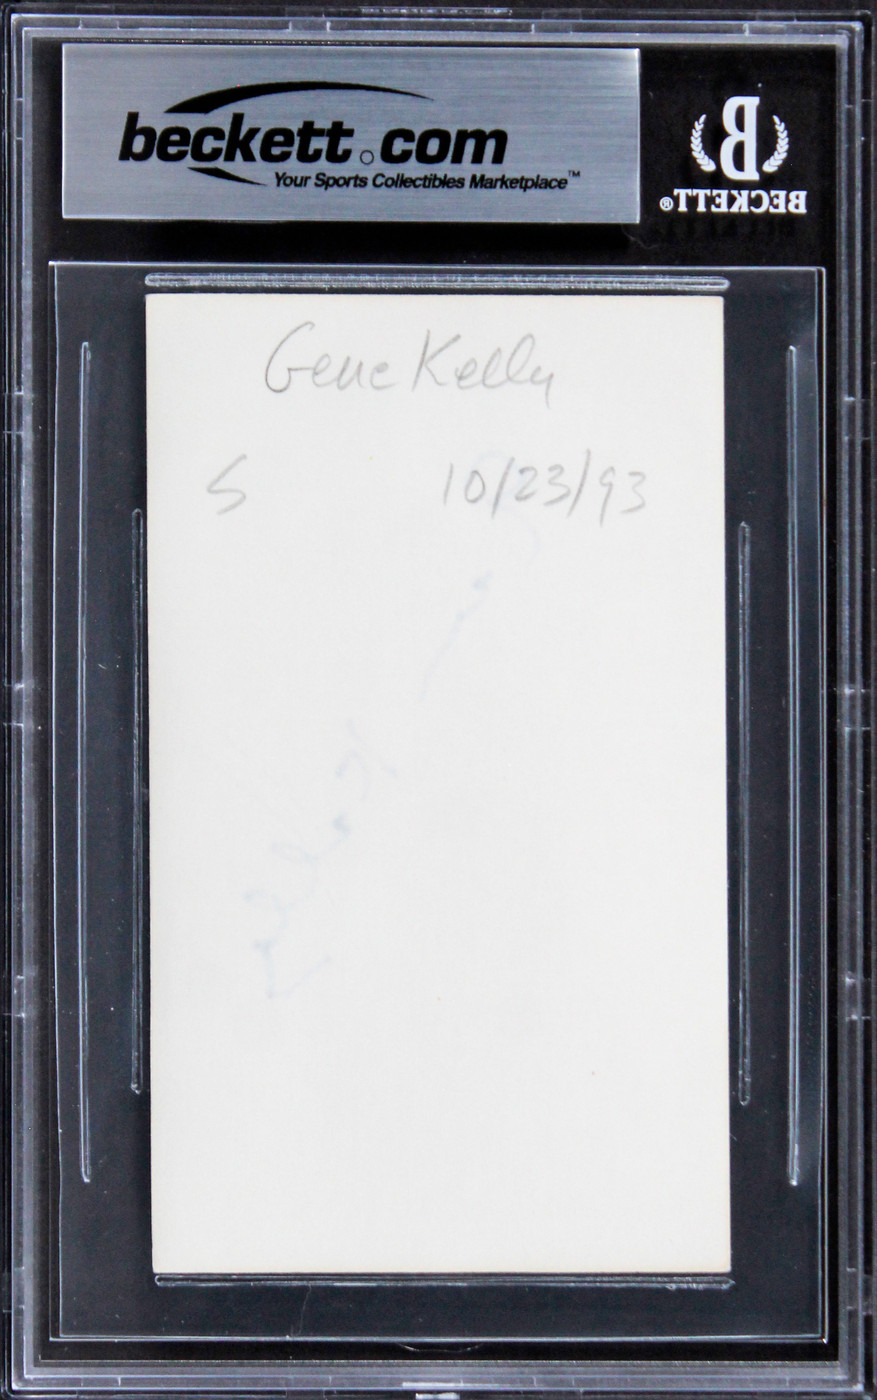 beckett.com
Your Sports Collectibles Marketplace™
B
BECKETT®
Gene Kelly
S 10/23/93